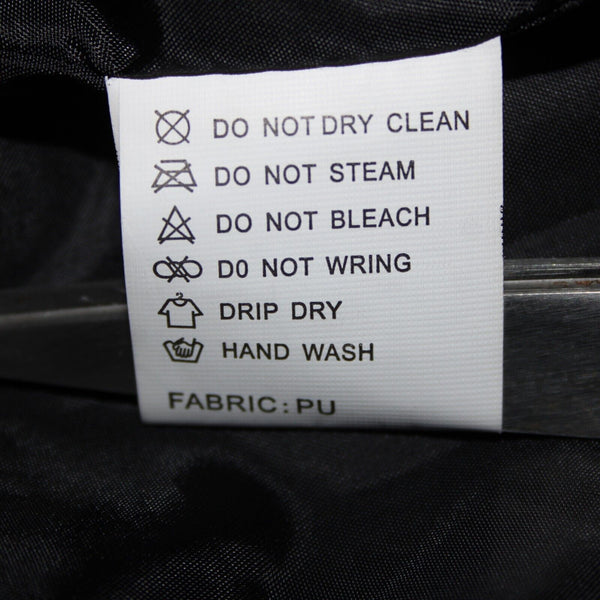 DO NOT DRY CLEAN
DO NOT STEAM
DO NOT BLEACH
D0 NOT WRING
DRIP DRY
HAND WASH
FABRIC: PU